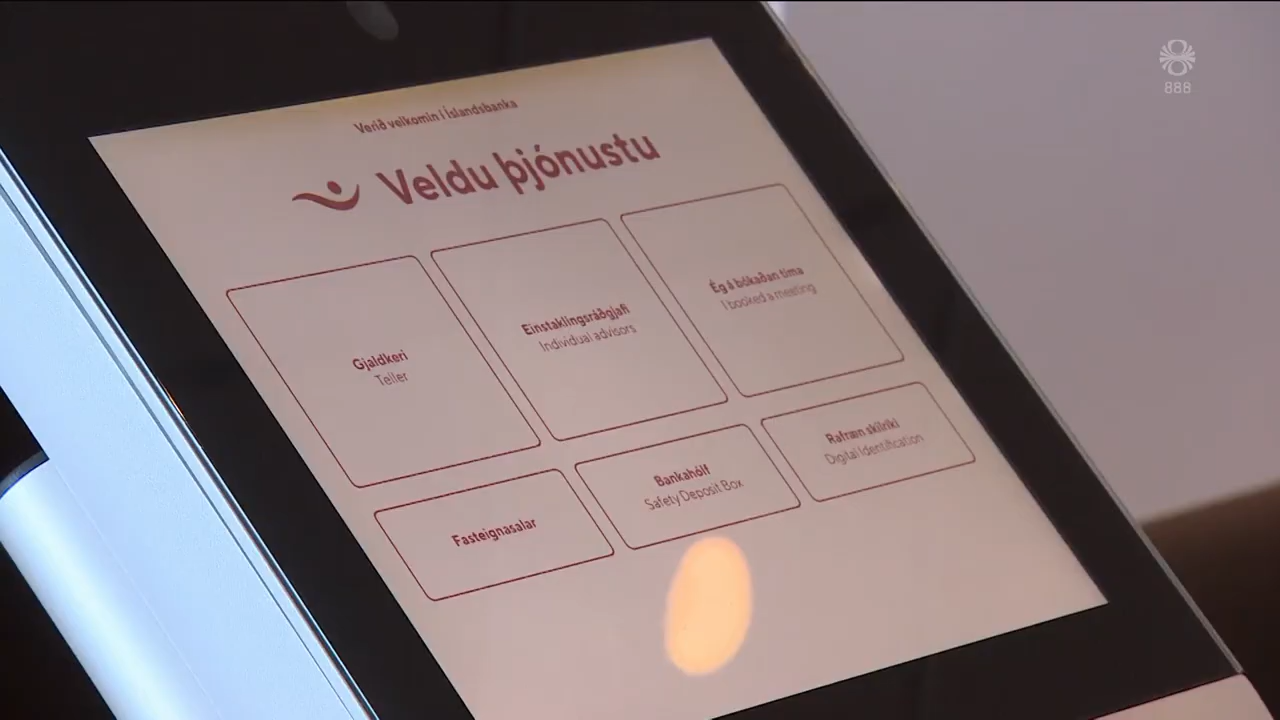 Verið velkomin í Íslandsbanka
Veldu þjónustu
Gjaldkeri
Teller
Einstaklingsráðgjafi
Individual advisors
Ég á bókaðan tíma
I booked a meeting
Fasteignasalar
Bankahólf
Safety Deposit Box
Rafræn skilríki
Digital Identification
888